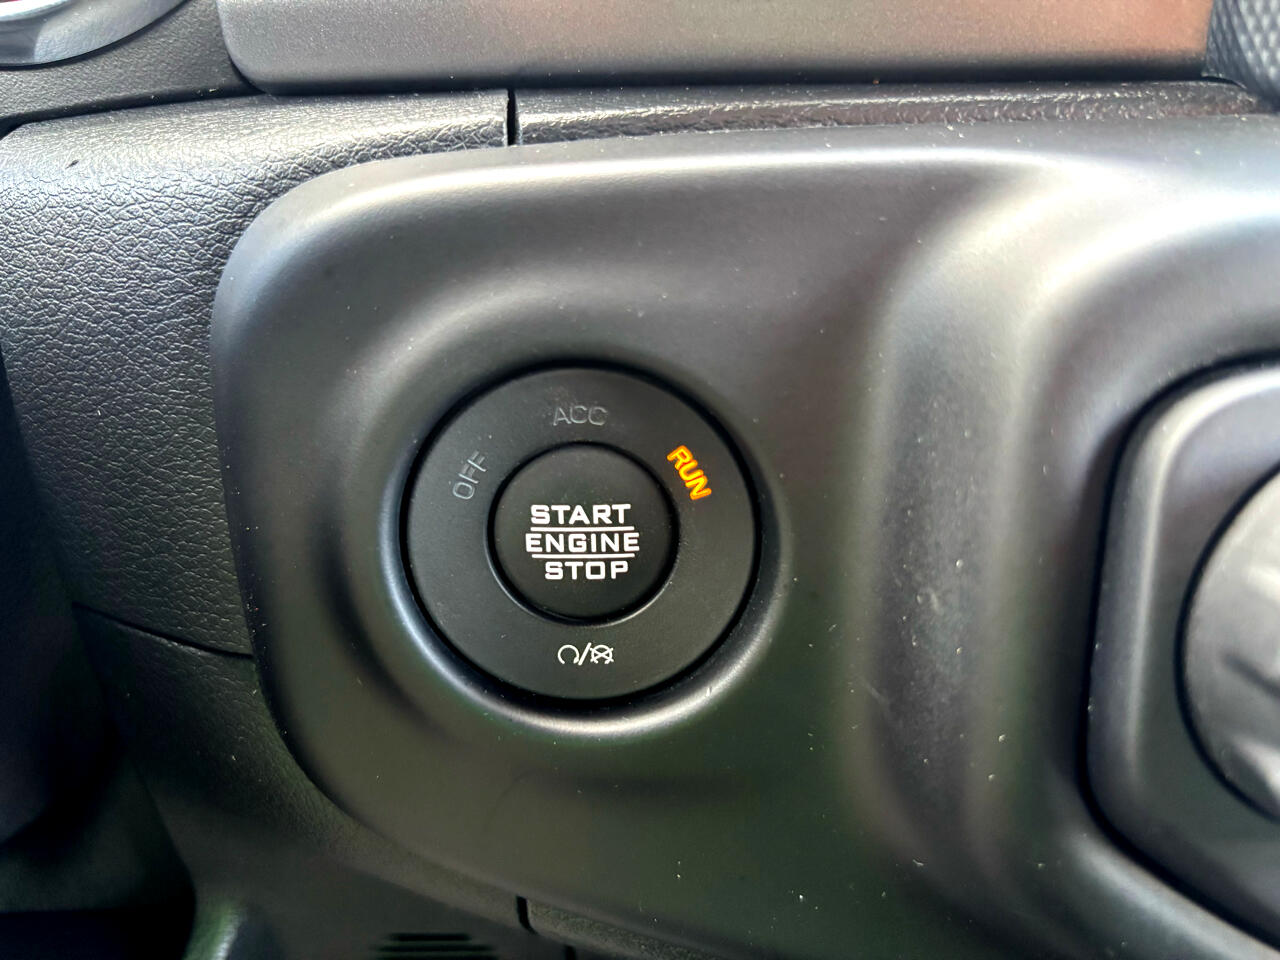 ACC
OFF
RUN
START
ENGINE
STOP